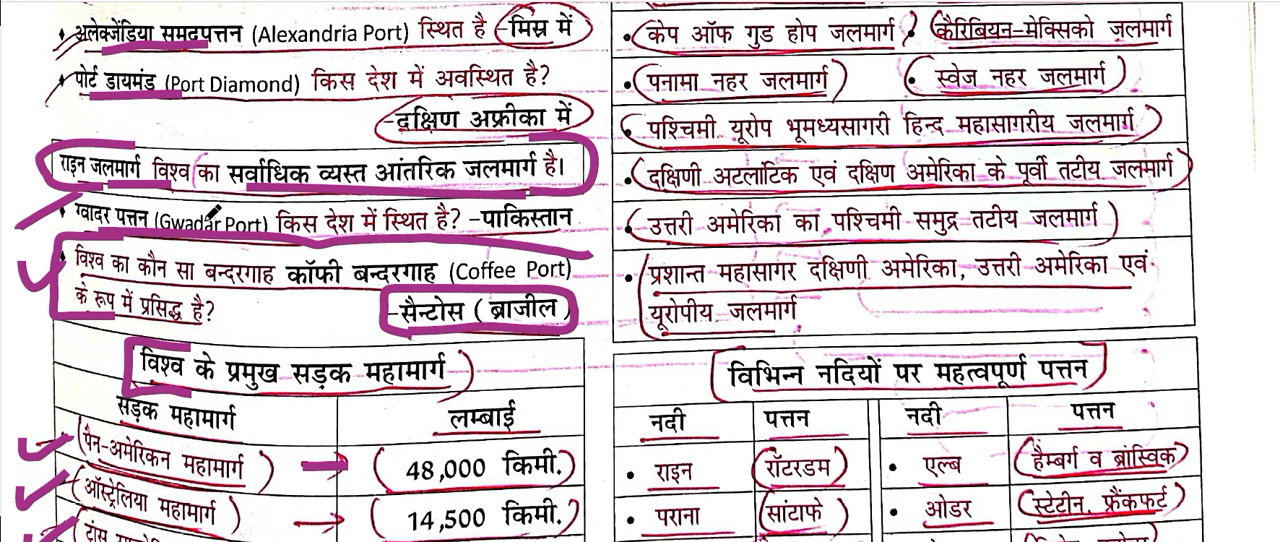 अलेक्जेंड्रिया समुद्रपत्तन (Alexandria Port) स्थित है –मिस्र में
पोर्ट डायमंड (Port Diamond) किस देश में अवस्थित है?
–दक्षिण अफ्रीका में
राइन जलमार्ग विश्व का सर्वाधिक व्यस्त आंतरिक जलमार्ग है।
ग्वादर पत्तन (Gwadar Port) किस देश में स्थित है? –पाकिस्तान
विश्व का कौन सा बन्दरगाह कॉफी बन्दरगाह (Coffee Port)
के रूप में प्रसिद्ध है?
–सैन्टोस ( ब्राजील )
विश्व के प्रमुख सड़क महामार्ग
सड़क महामार्ग लम्बाई
पैन-अमेरिकन महामार्ग 48,000 किमी.
ऑस्ट्रेलिया महामार्ग 14,500 किमी.
ट्रांस
• केप ऑफ गुड होप जलमार्ग • कैरिबियन-मेक्सिको जलमार्ग
• पनामा नहर जलमार्ग • स्वेज नहर जलमार्ग
• पश्चिमी यूरोप भूमध्यसागरी हिन्द महासागरीय जलमार्ग
• दक्षिणी अटलांटिक एवं दक्षिण अमेरिका के पूर्वी तटीय जलमार्ग
• उत्तरी अमेरिका का पश्चिमी समुद्र तटीय जलमार्ग
• प्रशान्त महासागर दक्षिणी अमेरिका, उत्तरी अमेरिका एवं
यूरोपीय जलमार्ग
विभिन्न नदियों पर महत्वपूर्ण पत्तन
नदी पत्तन नदी पत्तन
• राइन रॉटरडम • एल्ब हैम्बर्ग व ब्रांस्विक
• पराना सांटाफे • ओडर स्टेटीन, फ्रैंकफर्ट